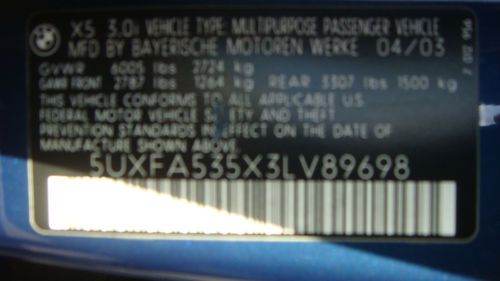 X5 3.0i VEHICLE TYPE: MULTIPURPOSE PASSENGER VEHICLE
MFD BY BAYERISCHE MOTOREN WERKE 04/03
GVWR 6005 lbs 2724 kg
GAWR FRONT 2787 lbs 1264 kg REAR 3307 lbs 1500 kg
THIS VEHICLE CONFORMS TO ALL APPLICABLE U.S.
FEDERAL MOTOR VEHICLE SAFETY, BUMPER, AND THEFT
PREVENTION STANDARDS IN EFFECT ON THE DATE OF
MANUFACTURE SHOWN ABOVE.
5UXFA535X3LV89698